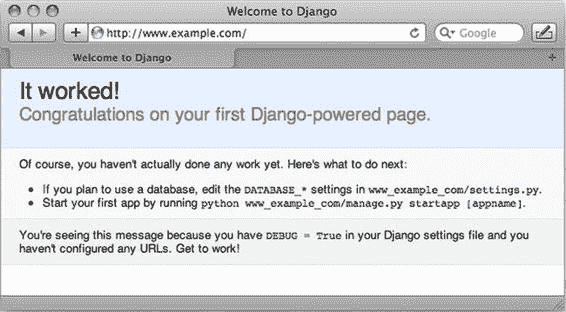 Welcome to Django
http://www.example.com/
Google
Welcome to Django
It worked!
Congratulations on your first Django-powered page.
Of course, you haven't actually done any work yet. Here's what to do next:
• If you plan to use a database, edit the DATABASE_* settings in www_example_com/settings.py.
• Start your first app by running python www_example_com/manage.py startapp [appname].
You're seeing this message because you have DEBUG = True in your Django settings file and you
haven't configured any URLs. Get to work!